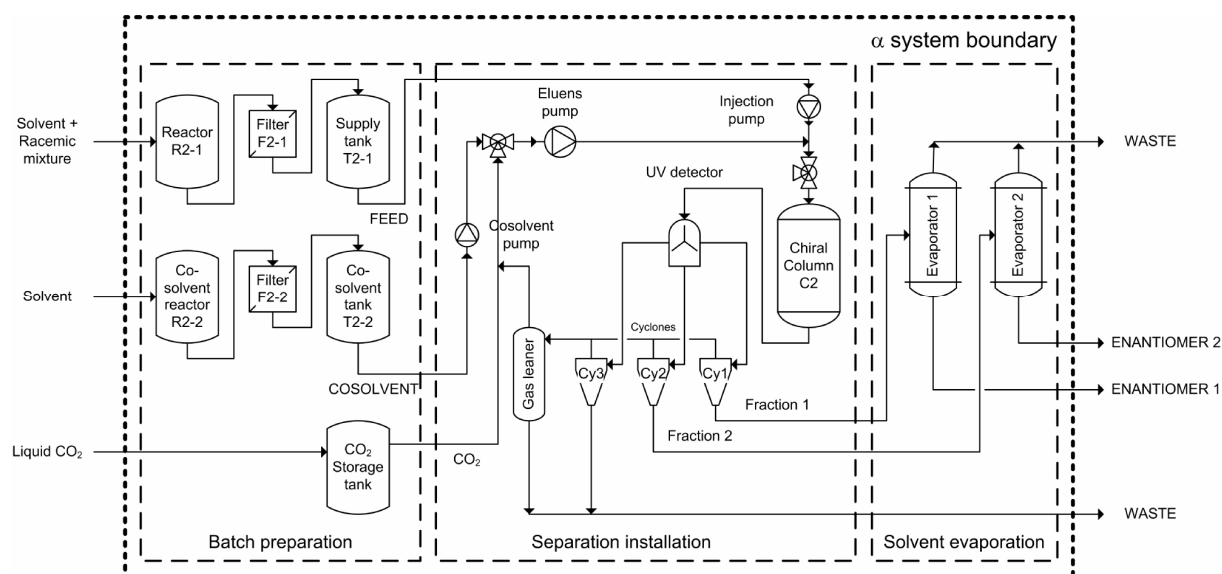 α system boundary
Solvent +
Racemic
mixture
Reactor
R2-1
Filter
F2-1
Supply
tank
T2-1
FEED
Eluens
pump
Injection
pump
WASTE
UV detector
Cosolvent
pump
Chiral
Column
C2
Evaporator 1
Evaporator 2
Solvent
Co-
solvent
reactor
R2-2
Filter
F2-2
Co-
solvent
tank
T2-2
COSOLVENT
Gas leaner
Cyclones
Cy3
Cy2
Cy1
ENANTIOMER 2
ENANTIOMER 1
Fraction 1
Fraction 2
Liquid CO₂
CO₂
Storage
tank
CO₂
WASTE
Batch preparation
Separation installation
Solvent evaporation